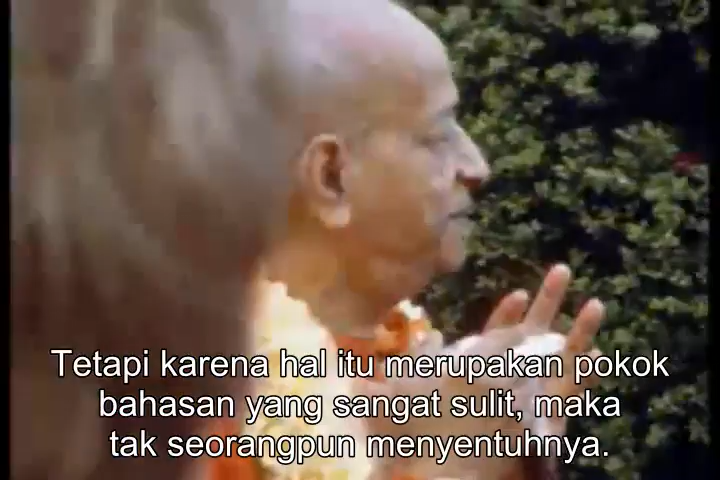 Tetapi karena hal itu merupakan pokok
bahasan yang sangat sulit, maka
tak seorangpun menyentuhnya.